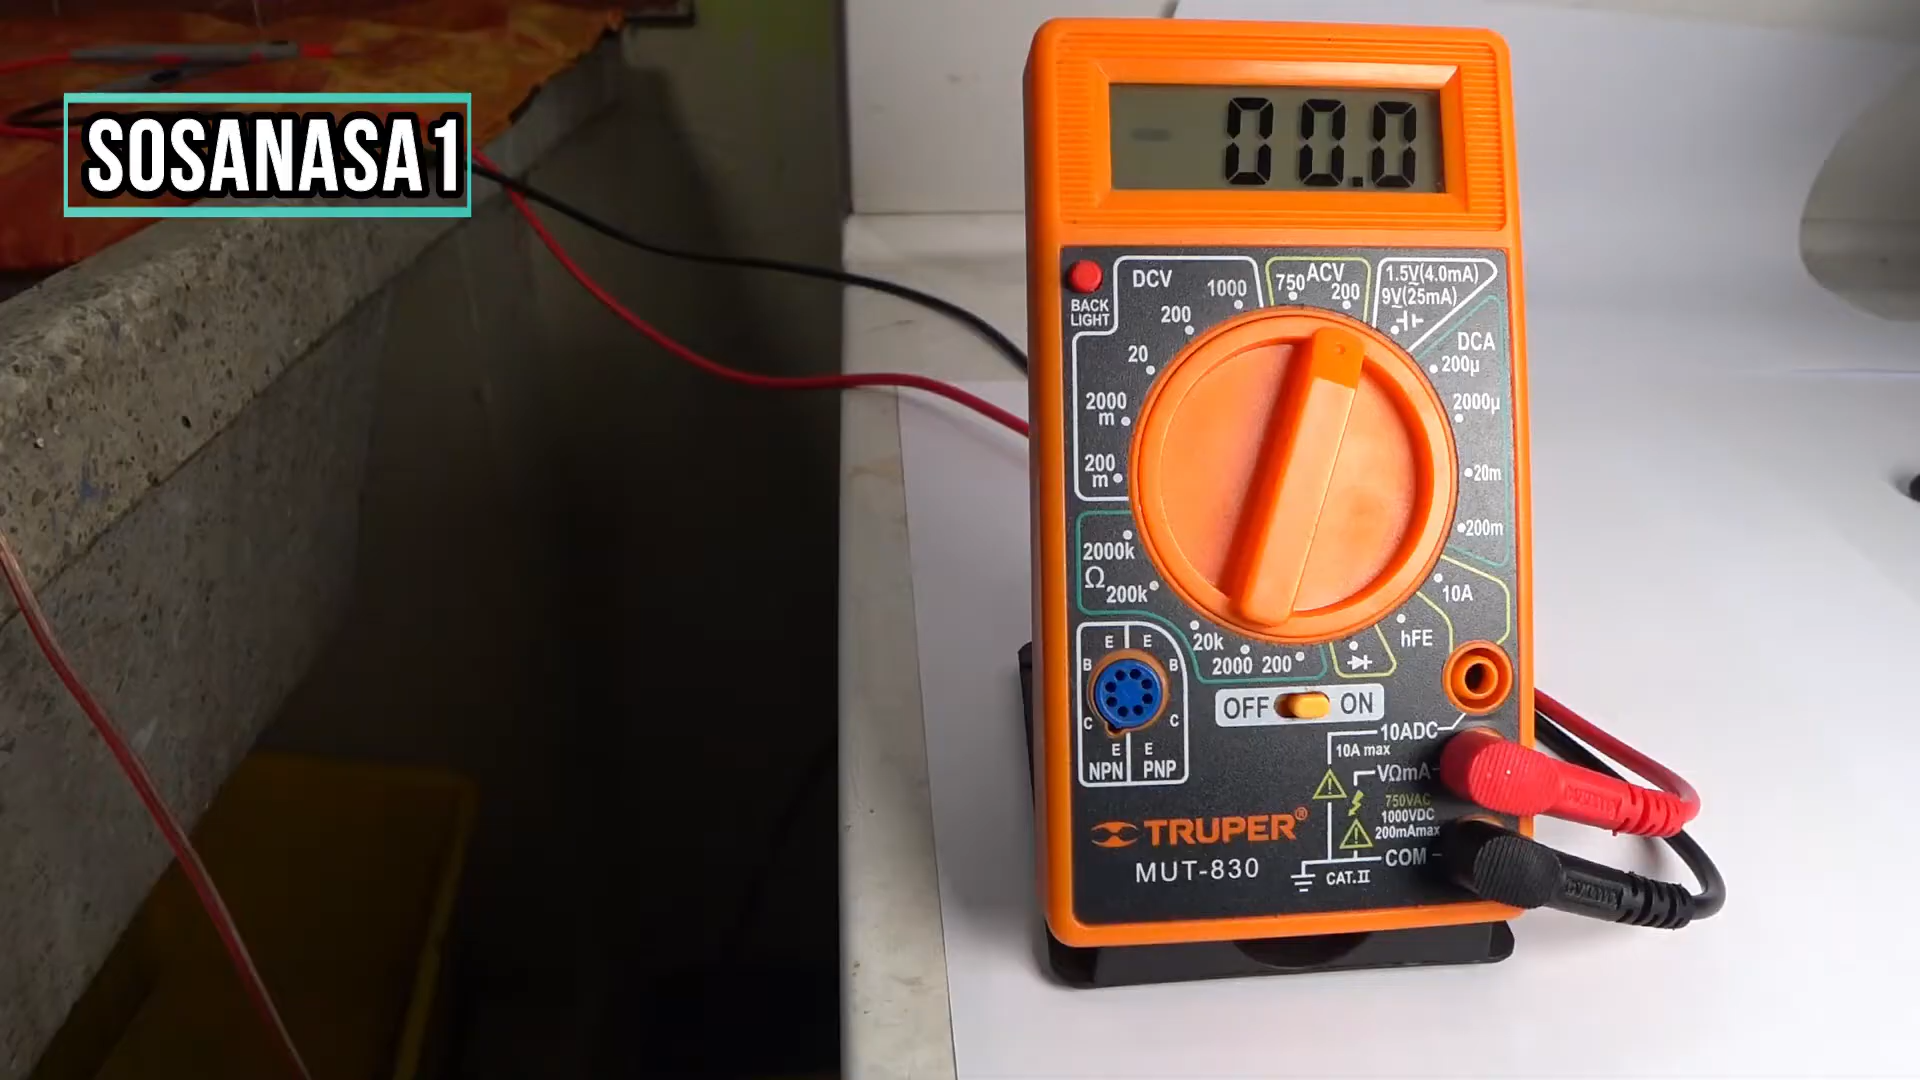 SOSANASA1
00.0
BACK
LIGHT
DCV
1000
200
20
2000
m
200
m
750
ACV
200
1.5V(4.0mA)
9V(25mA)
DCA
200µ
2000µ
20m
200m
10A
hFE
2000k
Ω
200k
20k
2000
200
E E
B B
C C
E E
NPN PNP
OFF ON
10ADC
10A max
VΩmA
750VAC
1000VDC
200mAmax
COM
CAT.II
TRUPER®
MUT-830